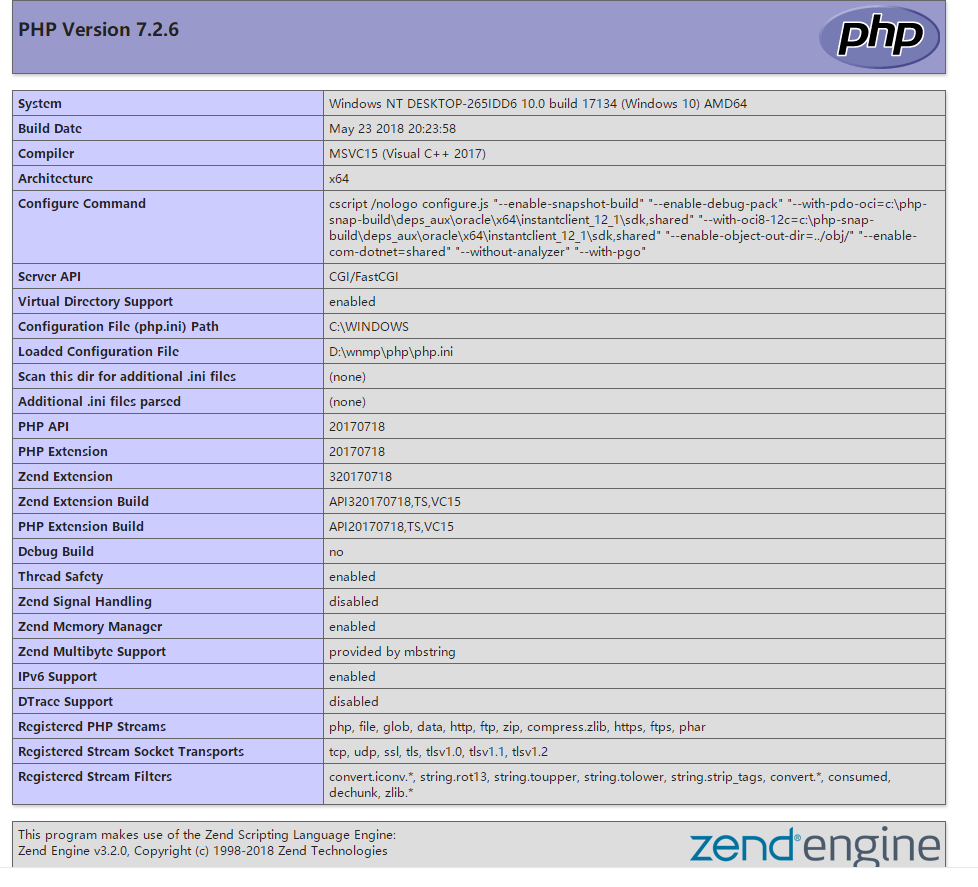 PHP Version 7.2.6
php
System Windows NT DESKTOP-265IDD6 10.0 build 17134 (Windows 10) AMD64
Build Date May 23 2018 20:23:58
Compiler MSVC15 (Visual C++ 2017)
Architecture x64
Configure Command cscript /nologo configure.js "--enable-snapshot-build" "--enable-debug-pack" "--with-pdo-oci=c:\php-
snap-build\deps_aux\oracle\x64\instantclient_12_1\sdk,shared" "--with-oci8-12c=c:\php-snap-
build\deps_aux\oracle\x64\instantclient_12_1\sdk,shared" "--enable-object-out-dir=../obj/" "--enable-
com-dotnet=shared" "--without-analyzer" "--with-pgo"
Server API CGI/FastCGI
Virtual Directory Support enabled
Configuration File (php.ini) Path C:\WINDOWS
Loaded Configuration File D:\wnmp\php\php.ini
Scan this dir for additional .ini files (none)
Additional .ini files parsed (none)
PHP API 20170718
PHP Extension 20170718
Zend Extension 320170718
Zend Extension Build API320170718,TS,VC15
PHP Extension Build API20170718,TS,VC15
Debug Build no
Thread Safety enabled
Zend Signal Handling disabled
Zend Memory Manager enabled
Zend Multibyte Support provided by mbstring
IPv6 Support enabled
DTrace Support disabled
Registered PHP Streams php, file, glob, data, http, ftp, zip, compress.zlib, https, ftps, phar
Registered Stream Socket Transports tcp, udp, ssl, tls, tlsv1.0, tlsv1.1, tlsv1.2
Registered Stream Filters convert.iconv.*, string.rot13, string.toupper, string.tolower, string.strip_tags, convert.*, consumed,
dechunk, zlib.*
This program makes use of the Zend Scripting Language Engine:
Zend Engine v3.2.0, Copyright (c) 1998-2018 Zend Technologies
zend® engine